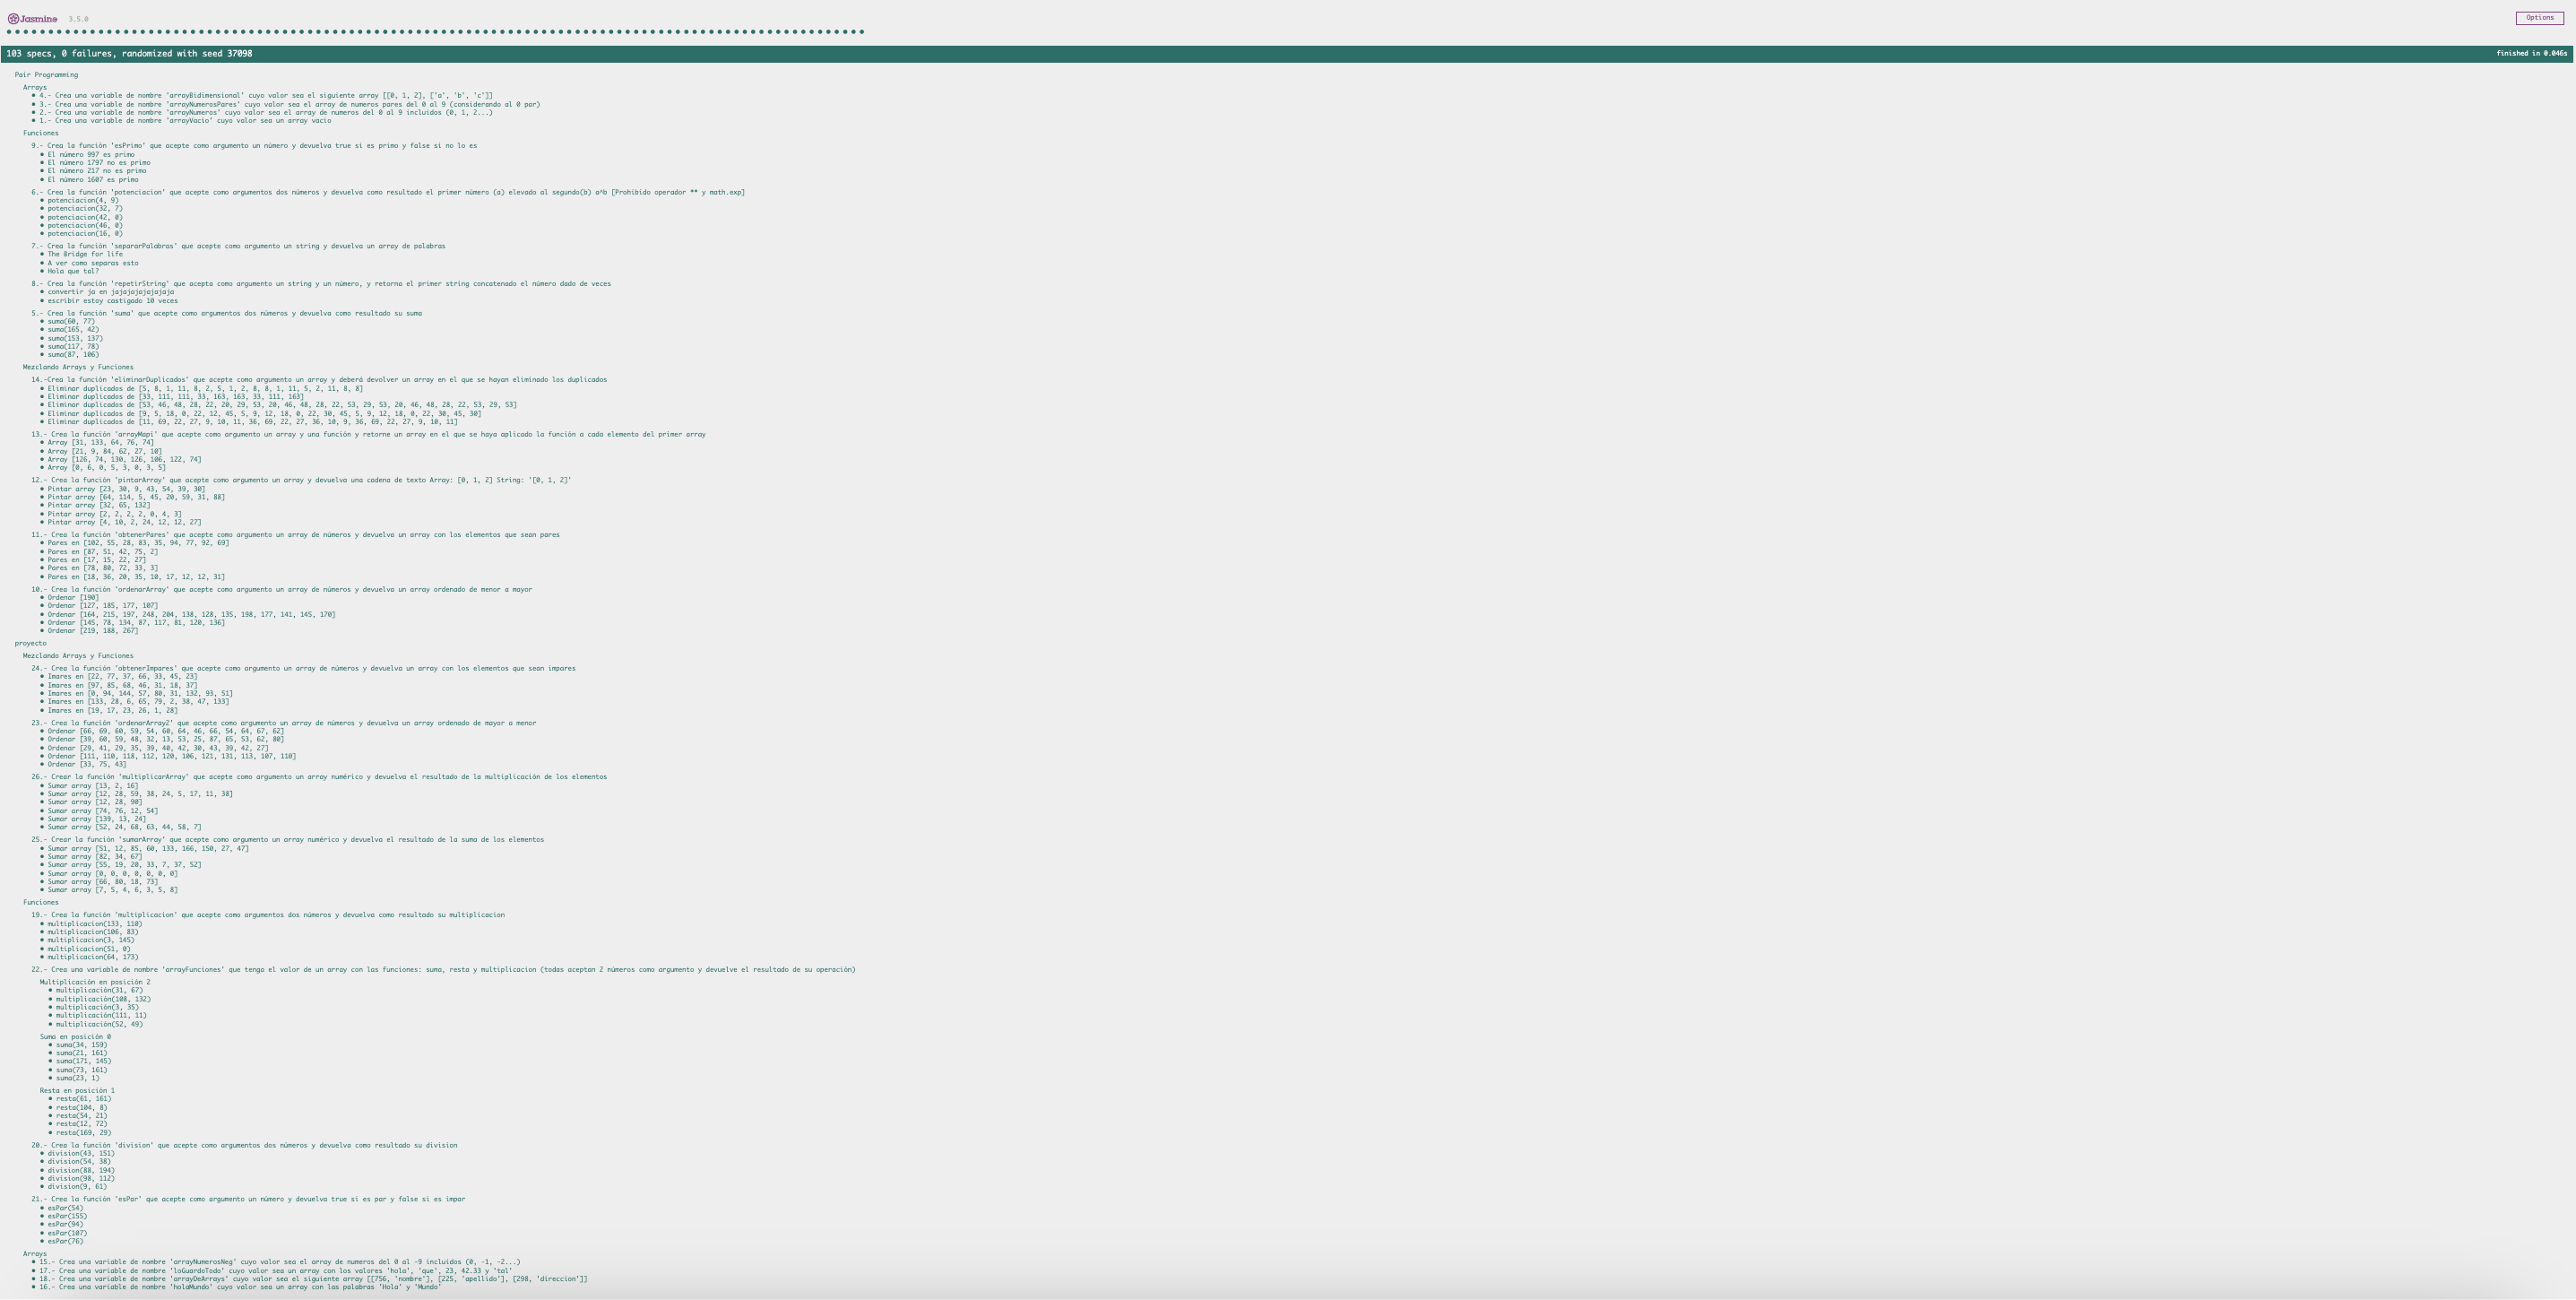 Jasmine 3.5.0
Options
103 specs, 0 failures, randomized with seed 37098
finished in 0.046s
Pair Programming
Arrays
• 4.- Crea una variable de nombre 'arrayBidimensional' cuyo valor sea el siguiente array [[0, 1, 2], ['a', 'b', 'c']]
• 3.- Crea una variable de nombre 'arrayNumerosPares' cuyo valor sea el array de numeros pares del 0 al 9 (considerando al 0 par)
• 2.- Crea una variable de nombre 'arrayNumeros' cuyo valor sea el array de numeros del 0 al 9 incluidos (0, 1, 2...)
• 1.- Crea una variable de nombre 'arrayVacio' cuyo valor sea un array vacio
Funciones
9.- Crea la función 'esPrimo' que acepte como argumento un número y devuelva true si es primo y false si no lo es
• El número 997 es primo
• El número 1797 no es primo
• El número 217 no es primo
• El número 1607 es primo
6.- Crea la función 'potenciacion' que acepte como argumentos dos números y devuelva como resultado el primer número (a) elevado al segundo(b) a^b [Prohibido operador ** y math.exp]
• potenciacion(4, 9)
• potenciacion(32, 7)
• potenciacion(42, 0)
• potenciacion(46, 0)
• potenciacion(16, 0)
7.- Crea la función 'separarPalabras' que acepte como argumento un string y devuelva un array de palabras
• The Bridge for life
• A ver como separas esto
• Hola que tal?
8.- Crea la función 'repetirString' que acepta como argumento un string y un número, y retorna el primer string concatenado el número dado de veces
• convertir ja en jajajajajajajaja
• escribir estoy castigado 10 veces
5.- Crea la función 'suma' que acepte como argumentos dos números y devuelva como resultado su suma
• suma(60, 77)
• suma(165, 42)
• suma(153, 137)
• suma(117, 78)
• suma(87, 106)
Mezclando Arrays y Funciones
14.-Crea la función 'eliminarDuplicados' que acepte como argumento un array y deberá devolver un array en el que se hayan eliminado los duplicados
• Eliminar duplicados de [5, 8, 1, 11, 8, 2, 5, 1, 2, 8, 8, 1, 11, 5, 2, 11, 8, 8]
• Eliminar duplicados de [33, 111, 111, 33, 163, 163, 33, 111, 163]
• Eliminar duplicados de [53, 46, 48, 28, 22, 20, 29, 53, 20, 46, 48, 28, 22, 53, 29, 53, 20, 46, 48, 28, 22, 53, 29, 53]
• Eliminar duplicados de [9, 5, 18, 0, 22, 12, 45, 5, 9, 12, 18, 0, 22, 30, 45, 5, 9, 12, 18, 0, 22, 30, 45, 30]
• Eliminar duplicados de [11, 69, 22, 27, 9, 10, 11, 36, 69, 22, 27, 36, 10, 9, 36, 69, 22, 27, 9, 10, 11]
13.- Crea la función 'arrayMapi' que acepte como argumento un array y una función y retorne un array en el que se haya aplicado la función a cada elemento del primer array
• Array [31, 133, 64, 76, 74]
• Array [21, 9, 84, 62, 27, 10]
• Array [126, 74, 130, 126, 106, 122, 74]
• Array [0, 6, 0, 5, 3, 0, 3, 5]
12.- Crea la función 'pintarArray' que acepte como argumento un array y devuelva una cadena de texto Array: [0, 1, 2] String: '[0, 1, 2]'
• Pintar array [23, 30, 9, 43, 54, 39, 30]
• Pintar array [64, 114, 5, 45, 20, 59, 31, 88]
• Pintar array [32, 65, 132]
• Pintar array [2, 2, 2, 2, 0, 4, 3]
• Pintar array [4, 10, 2, 24, 12, 12, 27]
11.- Crea la función 'obtenerPares' que acepte como argumento un array de números y devuelva un array con los elementos que sean pares
• Pares en [102, 55, 28, 83, 35, 94, 77, 92, 69]
• Pares en [87, 51, 42, 75, 2]
• Pares en [17, 15, 22, 27]
• Pares en [78, 80, 72, 33, 3]
• Pares en [18, 36, 20, 35, 10, 17, 12, 12, 31]
10.- Crea la función 'ordenarArray' que acepte como argumento un array de números y devuelva un array ordenado de menor a mayor
• Ordenar [190]
• Ordenar [127, 185, 177, 107]
• Ordenar [164, 215, 197, 248, 204, 138, 128, 135, 198, 177, 141, 145, 170]
• Ordenar [145, 78, 134, 87, 117, 81, 120, 136]
• Ordenar [219, 188, 267]
proyecto
Mezclando Arrays y Funciones
24.- Crea la función 'obtenerImpares' que acepte como argumento un array de números y devuelva un array con los elementos que sean impares
• Imares en [22, 77, 37, 66, 33, 45, 23]
• Imares en [97, 85, 68, 46, 31, 18, 37]
• Imares en [0, 94, 144, 57, 80, 31, 132, 93, 51]
• Imares en [133, 28, 6, 65, 79, 2, 38, 47, 133]
• Imares en [19, 17, 23, 26, 1, 28]
23.- Crea la función 'ordenarArray2' que acepte como argumento un array de números y devuelva un array ordenado de mayor a menor
• Ordenar [66, 69, 60, 59, 54, 60, 64, 46, 66, 54, 64, 67, 62]
• Ordenar [39, 60, 59, 48, 32, 13, 53, 25, 87, 65, 53, 62, 80]
• Ordenar [29, 41, 29, 35, 39, 40, 42, 30, 43, 39, 42, 27]
• Ordenar [111, 110, 118, 112, 120, 106, 121, 131, 113, 107, 110]
• Ordenar [33, 75, 43]
26.- Crear la función 'multiplicarArray' que acepte como argumento un array numérico y devuelva el resultado de la multiplicación de los elementos
• Sumar array [13, 2, 16]
• Sumar array [12, 28, 59, 38, 24, 5, 17, 11, 38]
• Sumar array [12, 28, 90]
• Sumar array [74, 76, 12, 54]
• Sumar array [139, 13, 24]
• Sumar array [52, 24, 68, 63, 44, 58, 7]
25.- Crear la función 'sumarArray' que acepte como argumento un array numérico y devuelva el resultado de la suma de los elementos
• Sumar array [51, 12, 85, 60, 133, 166, 150, 27, 47]
• Sumar array [82, 34, 67]
• Sumar array [55, 19, 20, 33, 7, 37, 52]
• Sumar array [0, 0, 0, 0, 0, 0, 0]
• Sumar array [66, 80, 18, 73]
• Sumar array [7, 5, 4, 6, 3, 5, 8]
Funciones
19.- Crea la función 'multiplicacion' que acepte como argumentos dos números y devuelva como resultado su multiplicacion
• multiplicacion(133, 110)
• multiplicacion(106, 83)
• multiplicacion(3, 145)
• multiplicacion(51, 0)
• multiplicacion(64, 173)
22.- Crea una variable de nombre 'arrayFunciones' que tenga el valor de un array con las funciones: suma, resta y multiplicacion (todas aceptan 2 números como argumento y devuelve el resultado de su operación)
Multiplicación en posición 2
• multiplicación(31, 67)
• multiplicación(108, 132)
• multiplicación(3, 35)
• multiplicación(111, 11)
• multiplicación(52, 49)
Suma en posición 0
• suma(34, 159)
• suma(21, 161)
• suma(171, 145)
• suma(73, 161)
• suma(23, 1)
Resta en posición 1
• resta(61, 161)
• resta(104, 8)
• resta(54, 21)
• resta(12, 72)
• resta(169, 29)
20.- Crea la función 'division' que acepte como argumentos dos números y devuelva como resultado su division
• division(43, 151)
• division(54, 38)
• division(88, 194)
• division(98, 112)
• division(9, 61)
21.- Crea la función 'esPar' que acepte como argumento un número y devuelva true si es par y false si es impar
• esPar(54)
• esPar(155)
• esPar(94)
• esPar(107)
• esPar(76)
Arrays
• 15.- Crea una variable de nombre 'arrayNumerosNeg' cuyo valor sea el array de numeros del 0 al -9 incluidos (0, -1, -2...)
• 17.- Crea una variable de nombre 'loGuardoTodo' cuyo valor sea un array con los valores 'hola', 'que', 23, 42.33 y 'tal'
• 18.- Crea una variable de nombre 'arrayDeArrays' cuyo valor sea el siguiente array [[756, 'nombre'], [225, 'apellido'], [298, 'direccion']]
• 16.- Crea una variable de nombre 'holaMundo' cuyo valor sea un array con las palabras 'Hola' y 'Mundo'